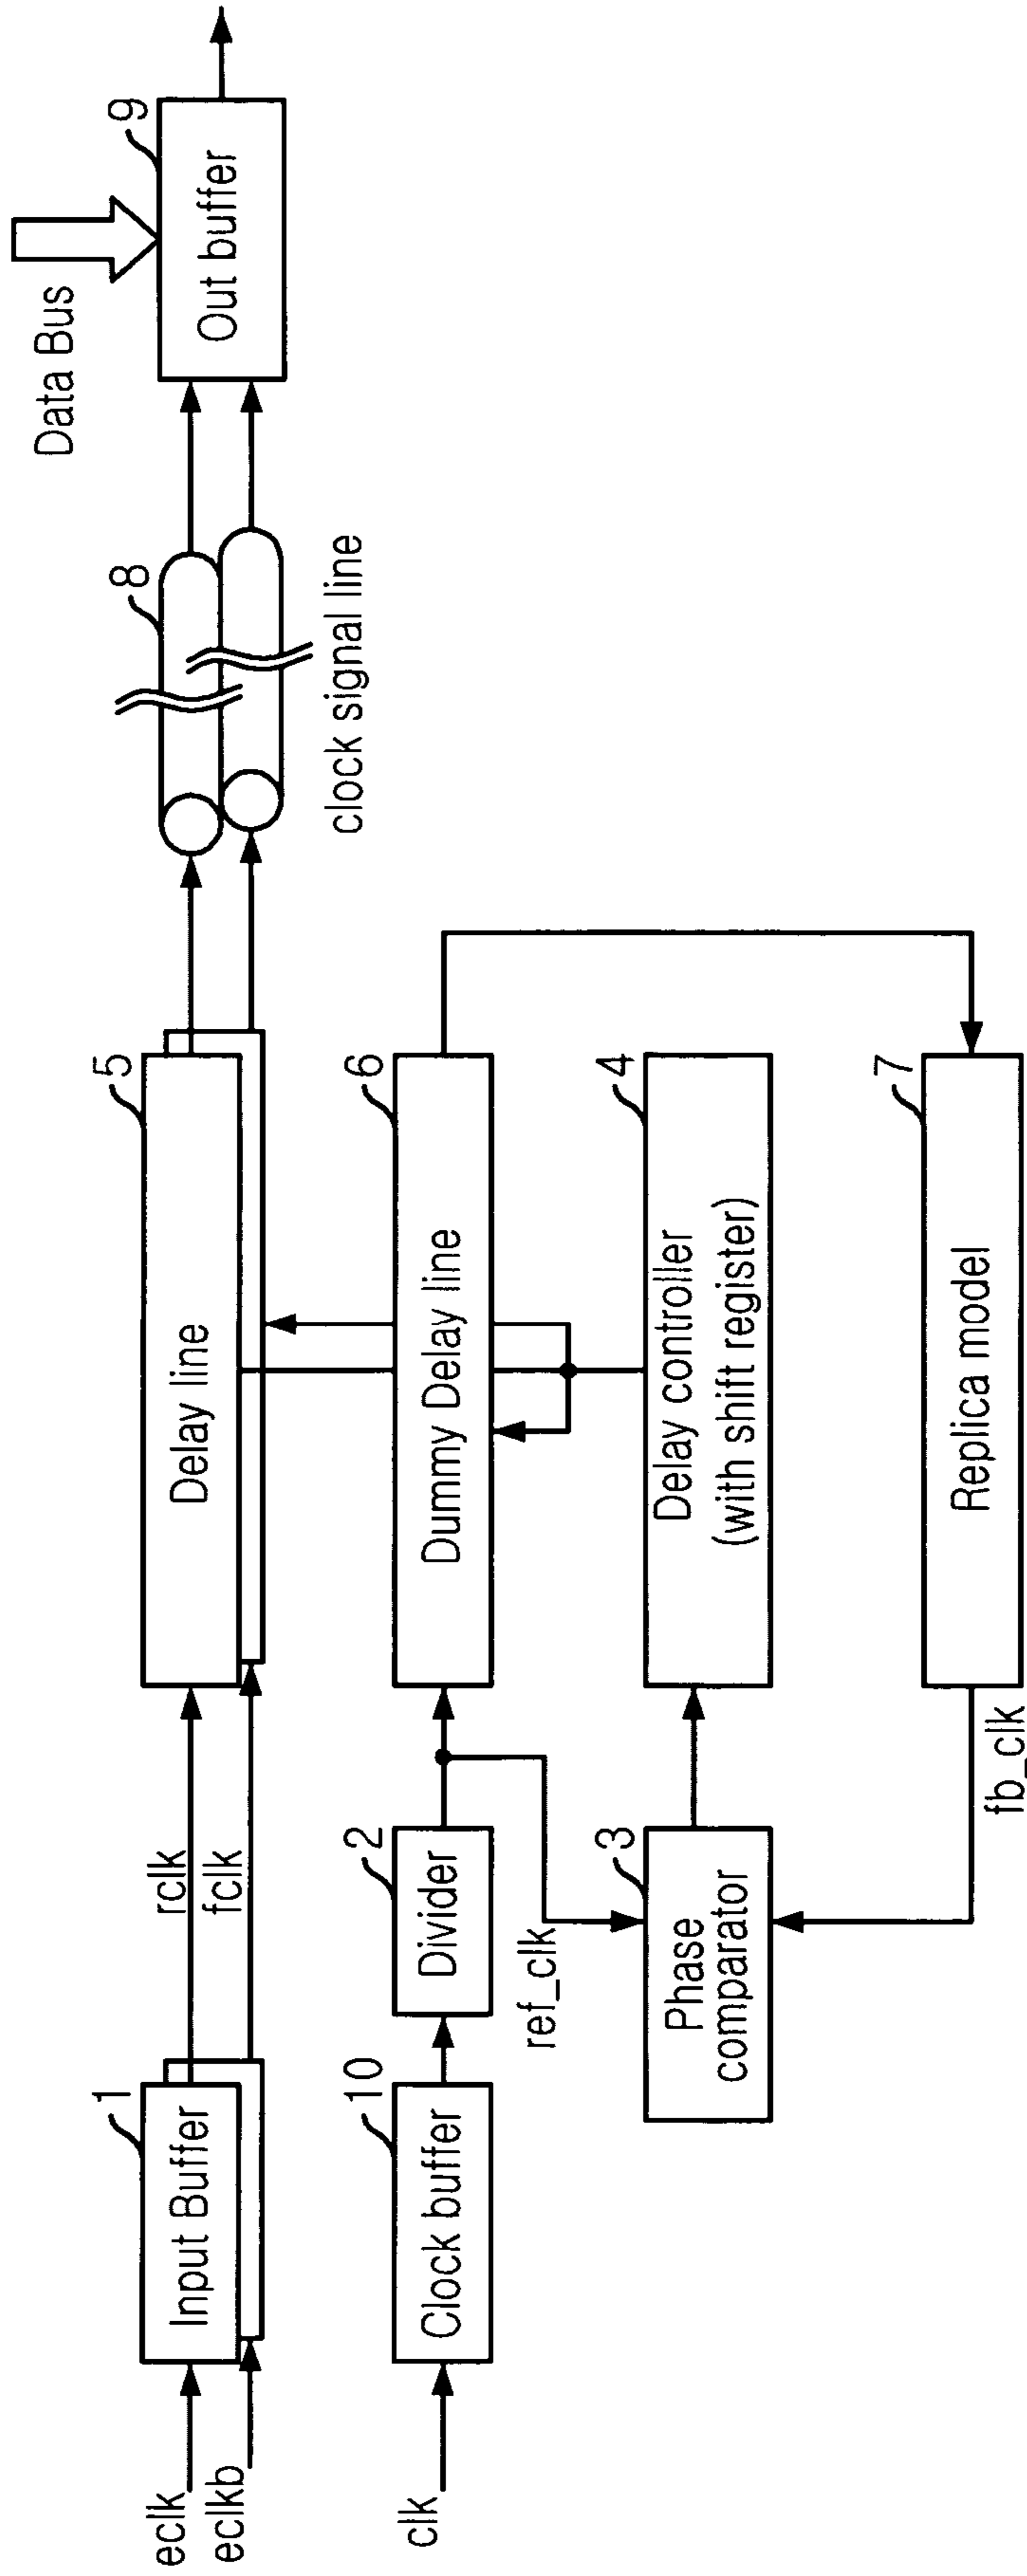 eclk
eclkb
1
Input Buffer
rclk
fclk
5
Delay line
8
clock signal line
Data Bus
9
Out buffer
clk
10
Clock buffer
2
Divider
ref_clk
6
Dummy Delay line
3
Phase
comparator
4
Delay controller
(with shift register)
fb_clk
7
Replica model